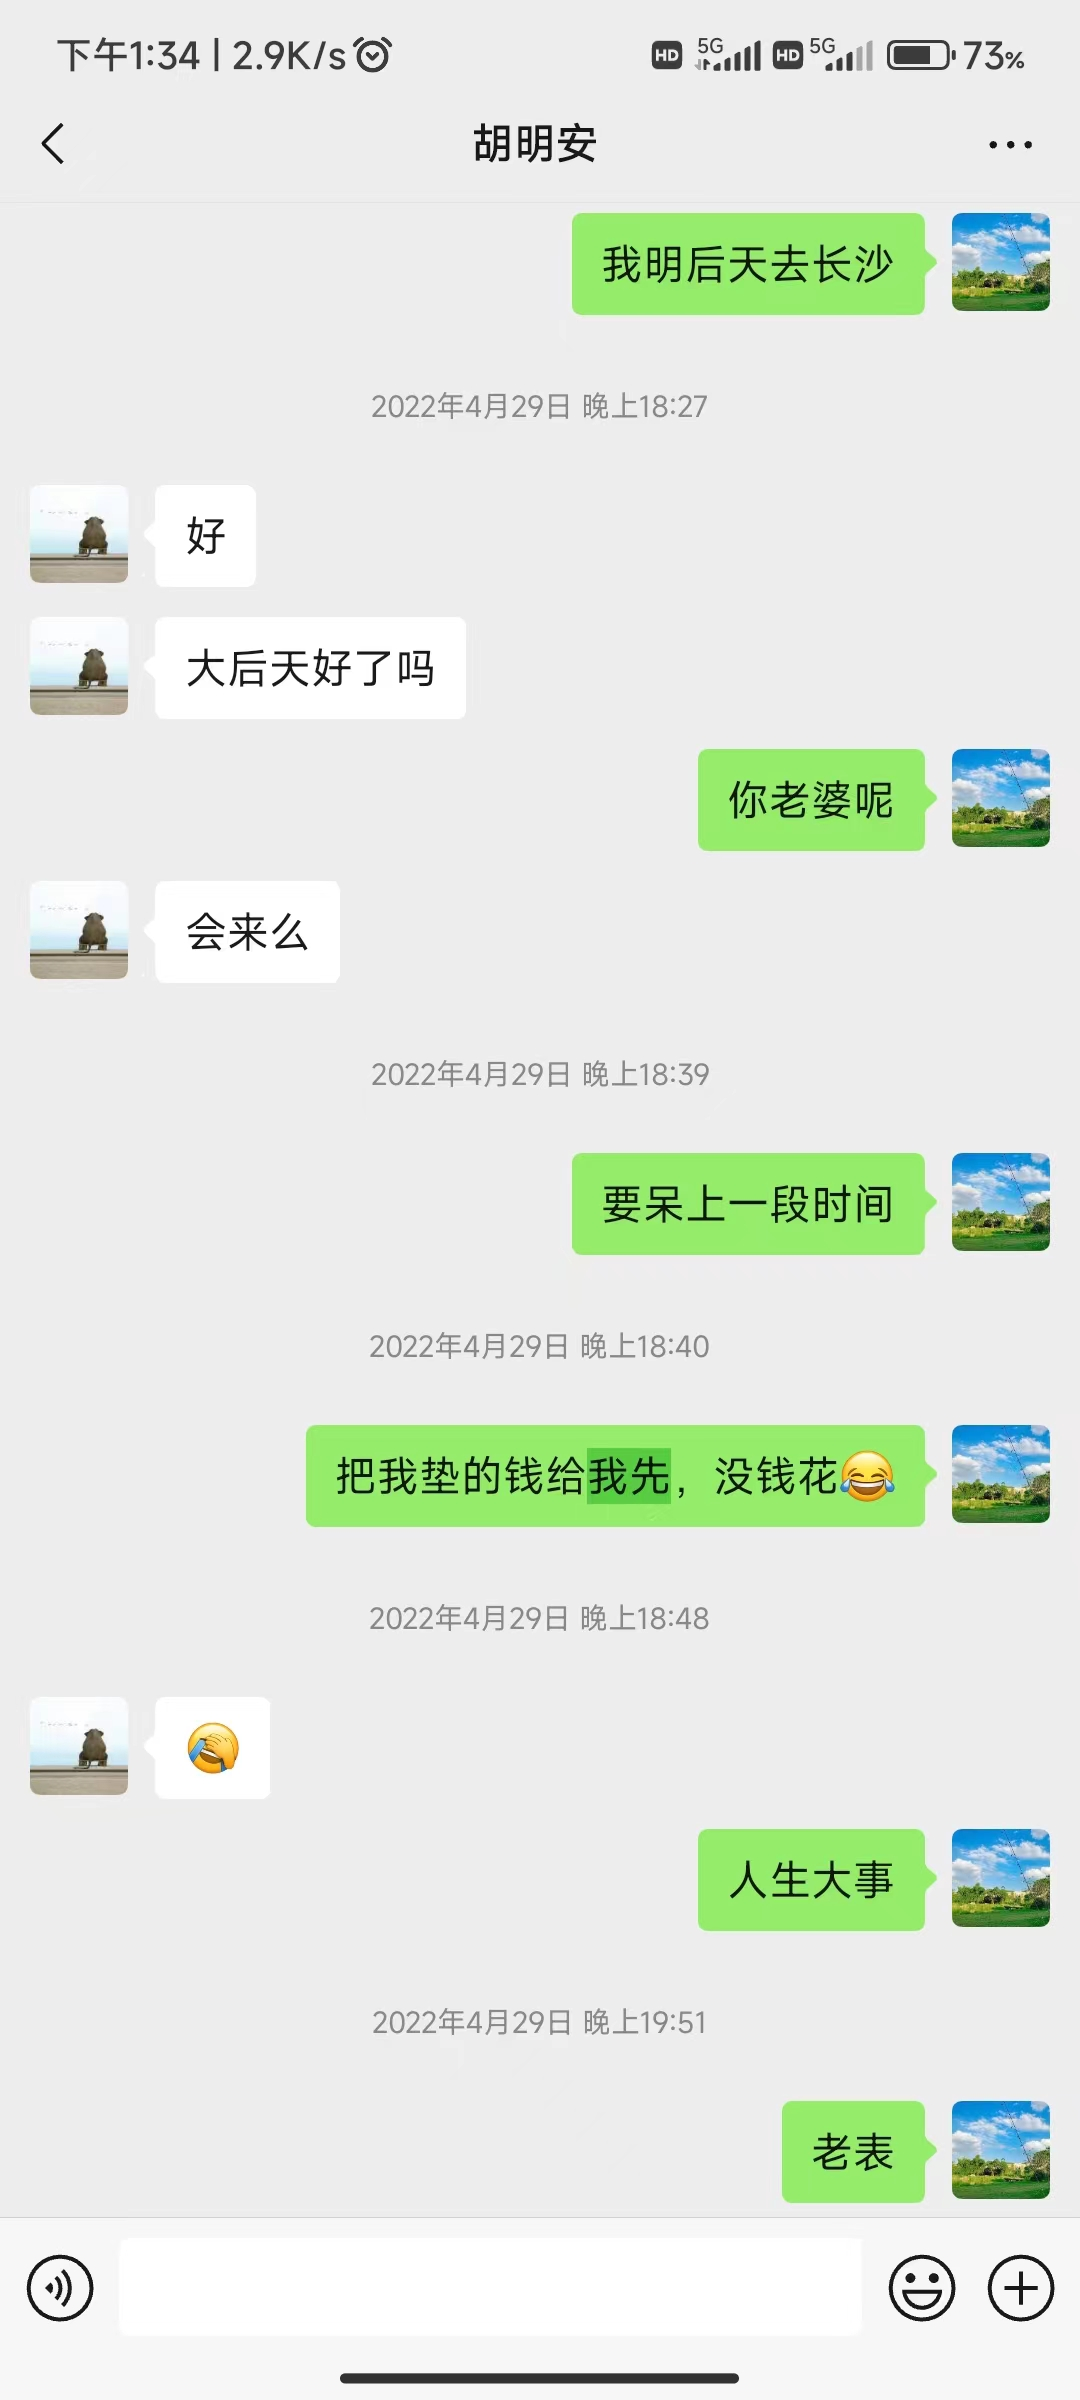 下午1:34 | 2.9K/s
HD 5G HD 5G 73%
胡明安
我明后天去长沙
2022年4月29日 晚上18:27
好
大后天好了吗
你老婆呢
会来么
2022年4月29日 晚上18:39
要呆上一段时间
2022年4月29日 晚上18:40
把我垫的钱给我先，没钱花😂
2022年4月29日 晚上18:48
人生大事
2022年4月29日 晚上19:51
老表